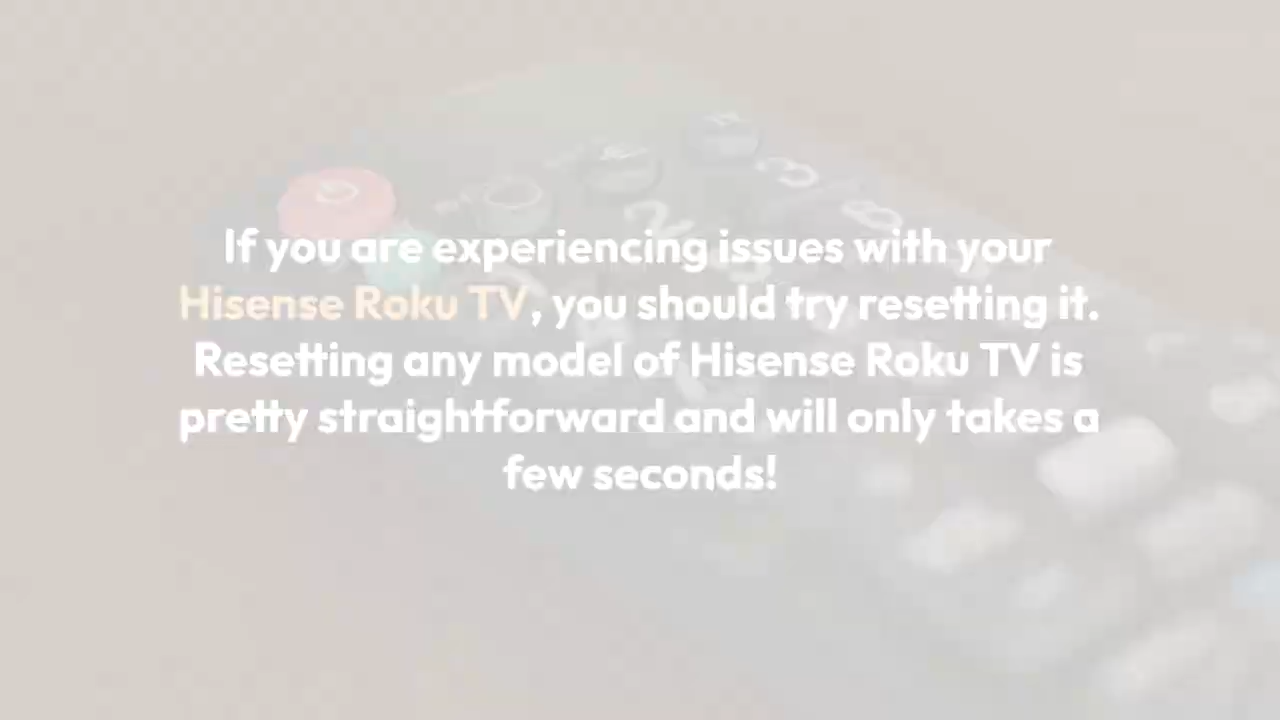 If you are experiencing issues with your
Hisense Roku TV, you should try resetting it.
Resetting any model of Hisense Roku TV is
pretty straightforward and will only takes a
few seconds!